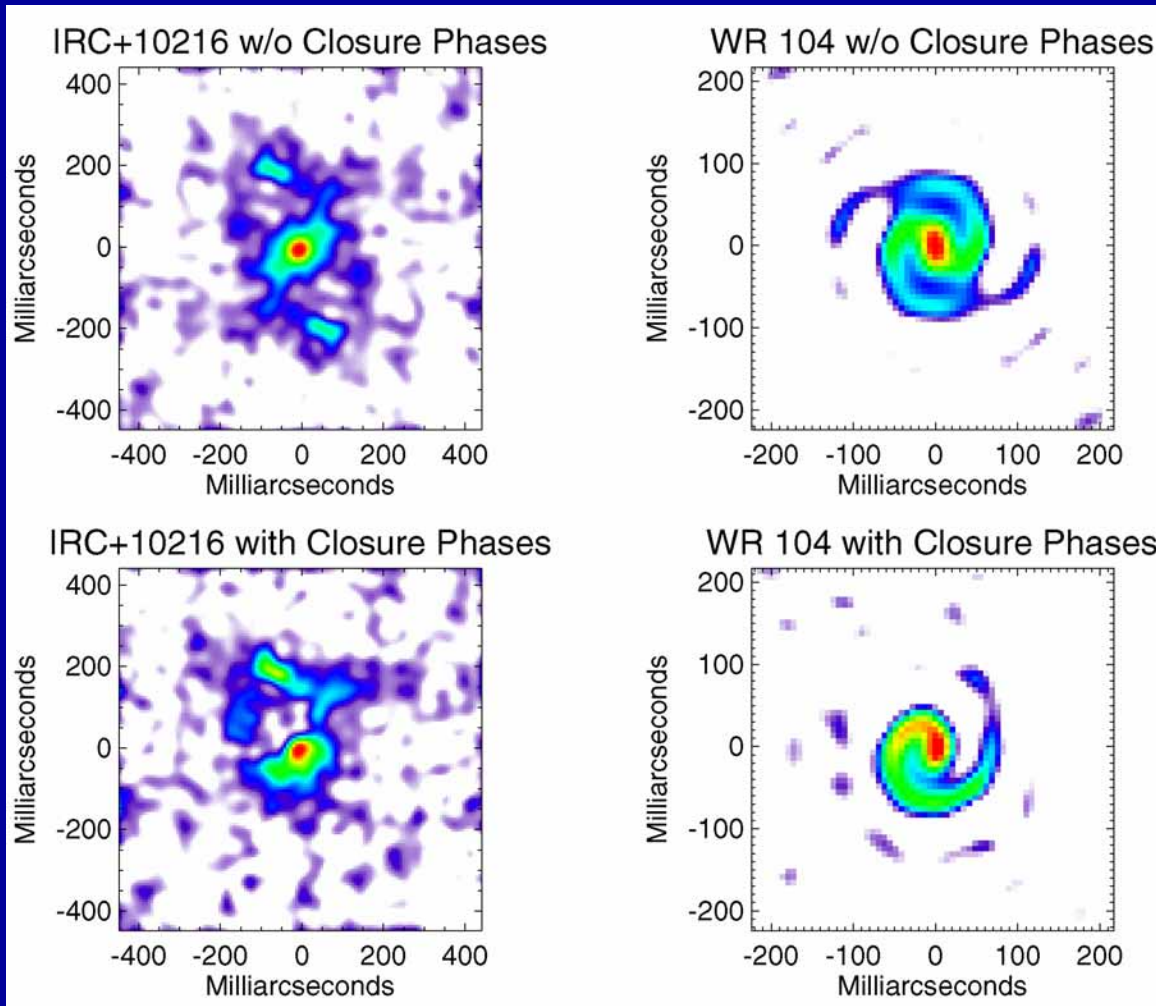 IRC+10216 w/o Closure Phases
400
200
0
-200
-400
Milliarcseconds
-400 -200 0 200 400
Milliarcseconds
WR 104 w/o Closure Phases
200
100
0
-100
-200
Milliarcseconds
-200 -100 0 100 200
Milliarcseconds
IRC+10216 with Closure Phases
400
200
0
-200
-400
Milliarcseconds
-400 -200 0 200 400
Milliarcseconds
WR 104 with Closure Phases
200
100
0
-100
-200
Milliarcseconds
-200 -100 0 100 200
Milliarcseconds